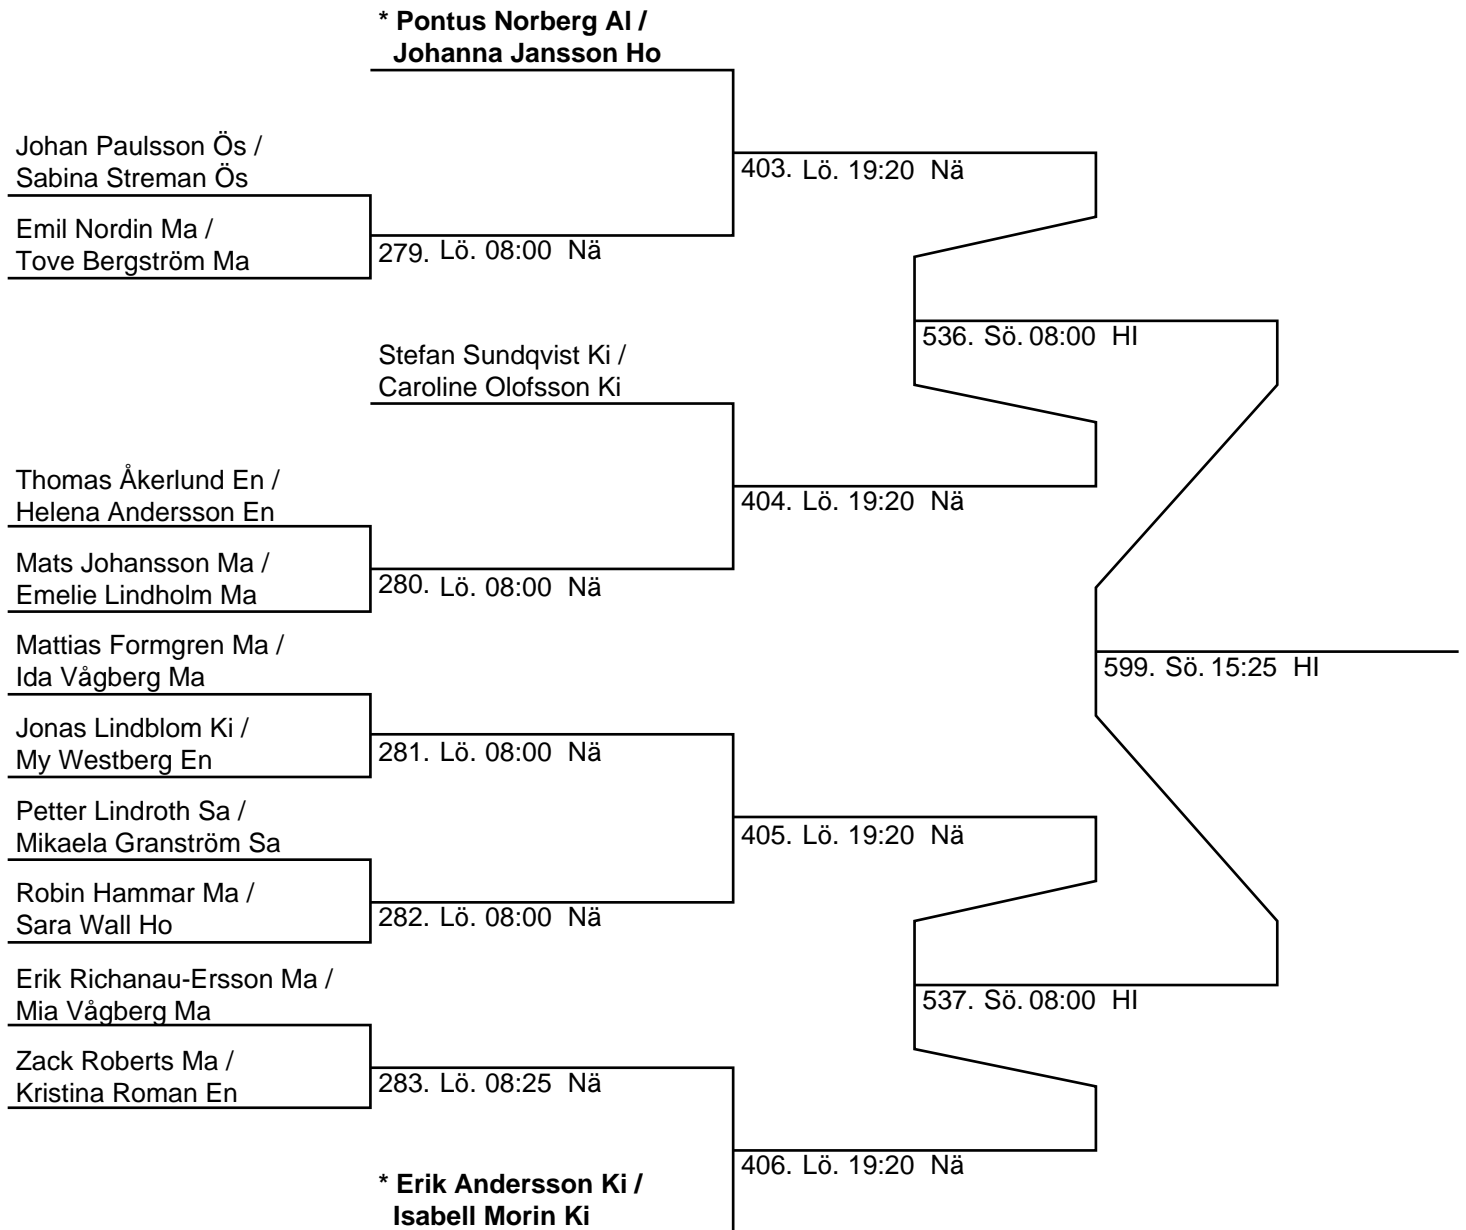 * Pontus Norberg Al /
Johanna Jansson Ho
Johan Paulsson Ös /
Sabina Streman Ös
403. Lö. 19:20 Nä
Emil Nordin Ma /
Tove Bergström Ma
279. Lö. 08:00 Nä
536. Sö. 08:00 HI
Stefan Sundqvist Ki /
Caroline Olofsson Ki
Thomas Åkerlund En /
Helena Andersson En
404. Lö. 19:20 Nä
Mats Johansson Ma /
Emelie Lindholm Ma
280. Lö. 08:00 Nä
Mattias Formgren Ma /
Ida Vågberg Ma
599. Sö. 15:25 HI
Jonas Lindblom Ki /
My Westberg En
281. Lö. 08:00 Nä
Petter Lindroth Sa /
Mikaela Granström Sa
405. Lö. 19:20 Nä
Robin Hammar Ma /
Sara Wall Ho
282. Lö. 08:00 Nä
Erik Richanau-Ersson Ma /
Mia Vågberg Ma
537. Sö. 08:00 HI
Zack Roberts Ma /
Kristina Roman En
283. Lö. 08:25 Nä
406. Lö. 19:20 Nä
* Erik Andersson Ki /
Isabell Morin Ki